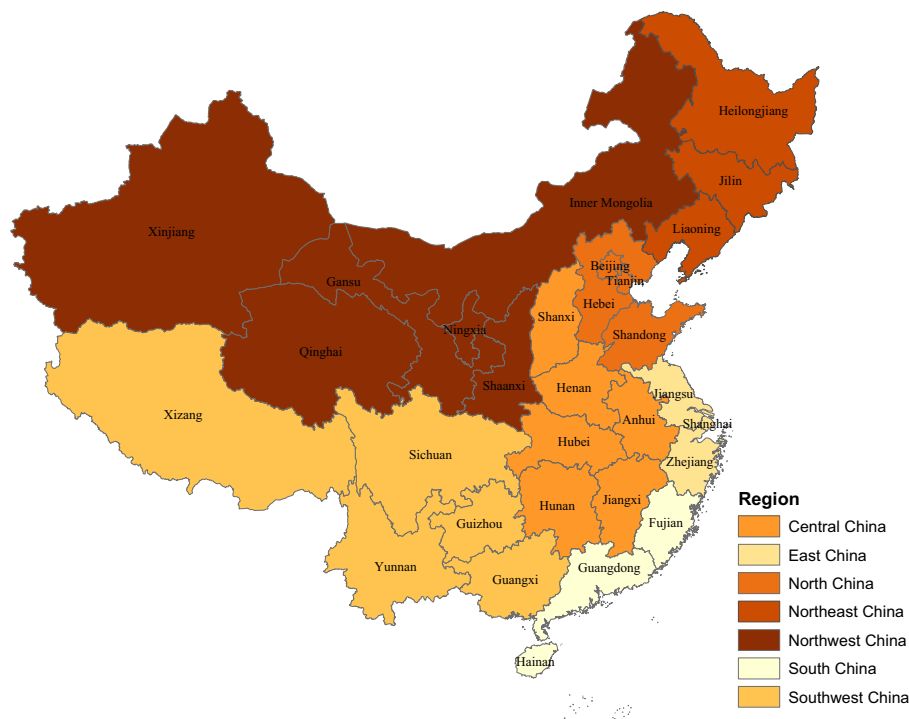 Heilongjiang
Jilin
Inner Mongolia
Liaoning
Xinjiang
Beijing
Gansu
Tianjin
Hebei
Shanxi
Ningxia
Shandong
Qinghai
Shaanxi
Henan
Jiangsu
Xizang
Anhui
Shanghai
Hubei
Sichuan
Zhejiang
Region
Jiangxi
Hunan
Guizhou
Fujian
Central China
East China
Yunnan
Guangdong
Guangxi
North China
Northeast China
Northwest China
Hainan
South China
Southwest China